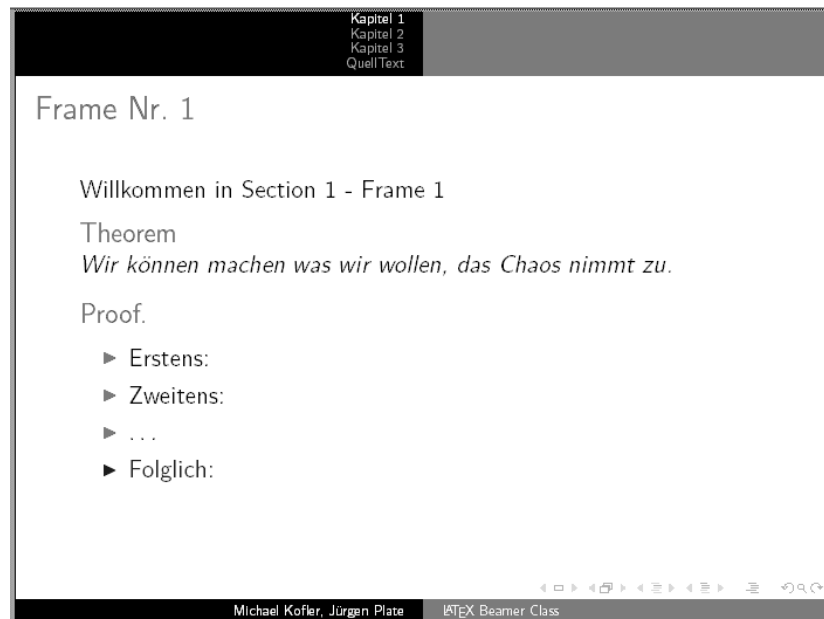 Kapitel 1
Kapitel 2
Kapitel 3
QuellText
Frame Nr. 1
Willkommen in Section 1 - Frame 1
Theorem
Wir können machen was wir wollen, das Chaos nimmt zu.
Proof.
▶ Erstens:
▶ Zweitens:
▶ ...
▶ Folglich:
Michael Kofler, Jürgen Plate LATEX Beamer Class